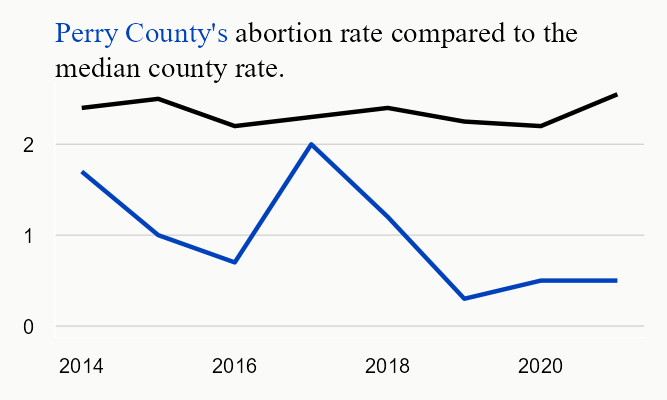 Perry County's abortion rate compared to the
median county rate.
2
1
0
2014 2016 2018 2020